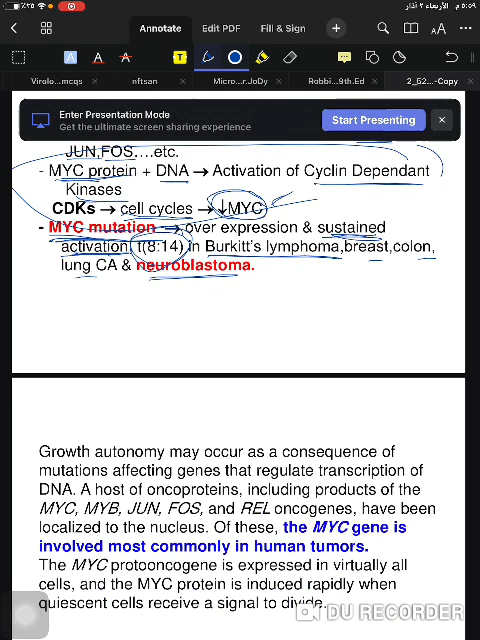 ٪٢٥
٥:٥٩ م الأربعاء ٢ آذار
Annotate Edit PDF Fill & Sign
Virolo...mcqs nftsan Micro...r.JoDy Robbi...9th.Ed 2_52...-Copy
Enter Presentation Mode
Get the ultimate screen sharing experience
Start Presenting
JUN,FOS....etc.
- MYC protein + DNA → Activation of Cyclin Dependant
Kinases
CDKs → cell cycles → ↓MYC
- MYC mutation → over expression & sustained
activation t(8:14) in Burkitt's lymphoma,breast,colon,
lung CA & neuroblastoma.
Growth autonomy may occur as a consequence of
mutations affecting genes that regulate transcription of
DNA. A host of oncoproteins, including products of the
MYC, MYB, JUN, FOS, and REL oncogenes, have been
localized to the nucleus. Of these, the MYC gene is
involved most commonly in human tumors.
The MYC protooncogene is expressed in virtually all
cells, and the MYC protein is induced rapidly when
quiescent cells receive a signal to divide.
DU RECORDER